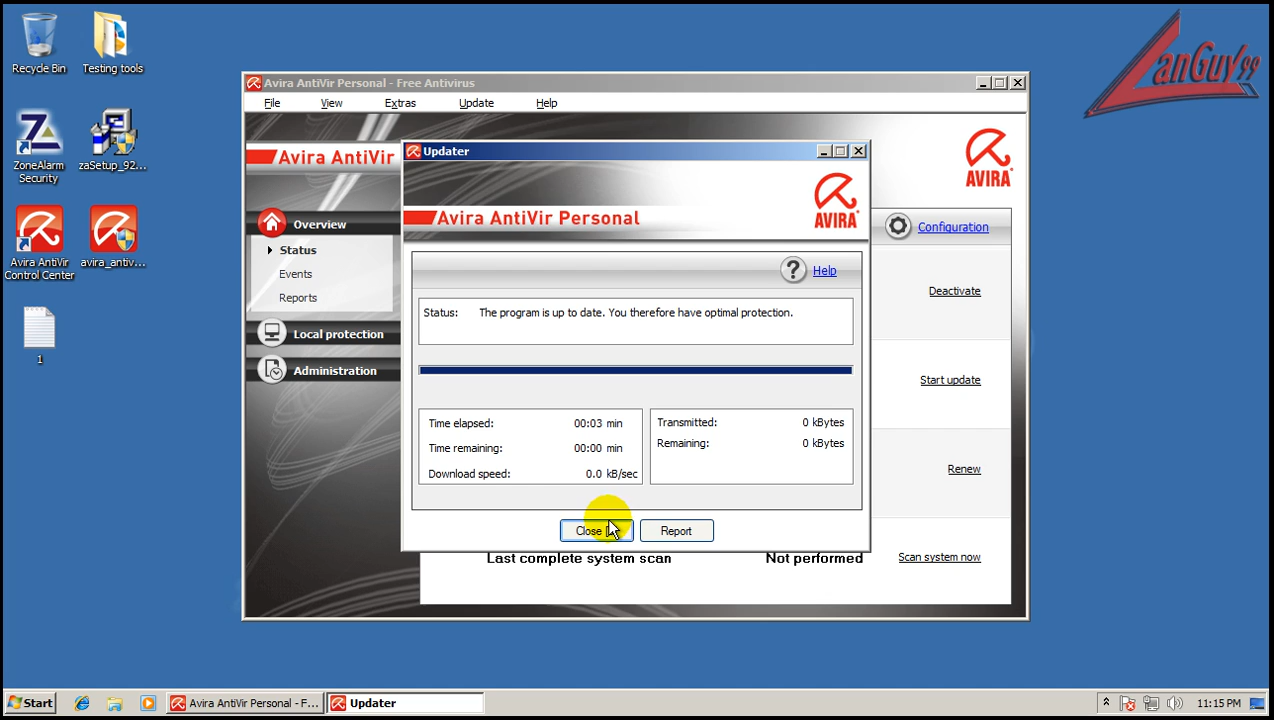 Recycle Bin
Testing tools
ZoneAlarm
Security
zaSetup_92...
Avira AntiVir
Control Center
avira_antiv...
1
anGuy99
Avira AntiVir Personal - Free Antivirus
File View Extras Update Help
Avira AntiVir
AVIRA
Overview
Status
Events
Reports
Local protection
Administration
Configuration
Deactivate
Start update
Renew
Last complete system scan Not performed Scan system now
Updater
Avira AntiVir Personal
AVIRA
Help
Status: The program is up to date. You therefore have optimal protection.
Time elapsed: 00:03 min
Time remaining: 00:00 min
Download speed: 0.0 kB/sec
Transmitted: 0 kBytes
Remaining: 0 kBytes
Close Report
Start Avira AntiVir Personal - F... Updater 11:15 PM